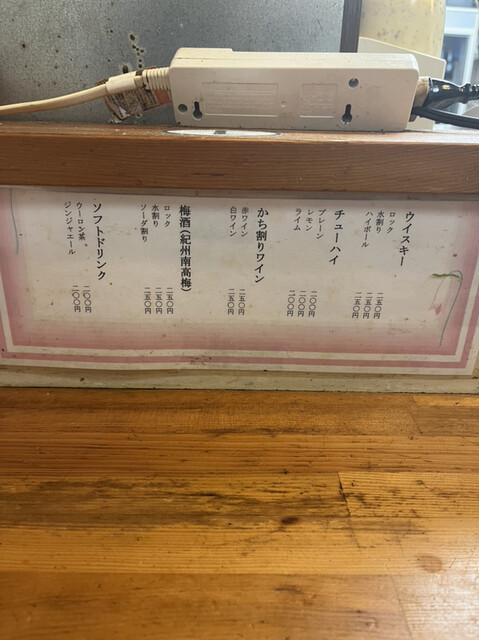 ウイスキー
ロック 二五〇円
水割り 二五〇円
ハイボール 二五〇円
チューハイ
プレーン 二〇〇円
レモン 二〇〇円
ライム 二〇〇円
かち割りワイン
赤ワイン 二五〇円
白ワイン 二五〇円
梅酒(紀州南高梅)
ロック 二五〇円
水割り 二五〇円
ソーダ割り 二五〇円
ソフトドリンク
ウーロン茶 二〇〇円
ジンジャエール 二〇〇円